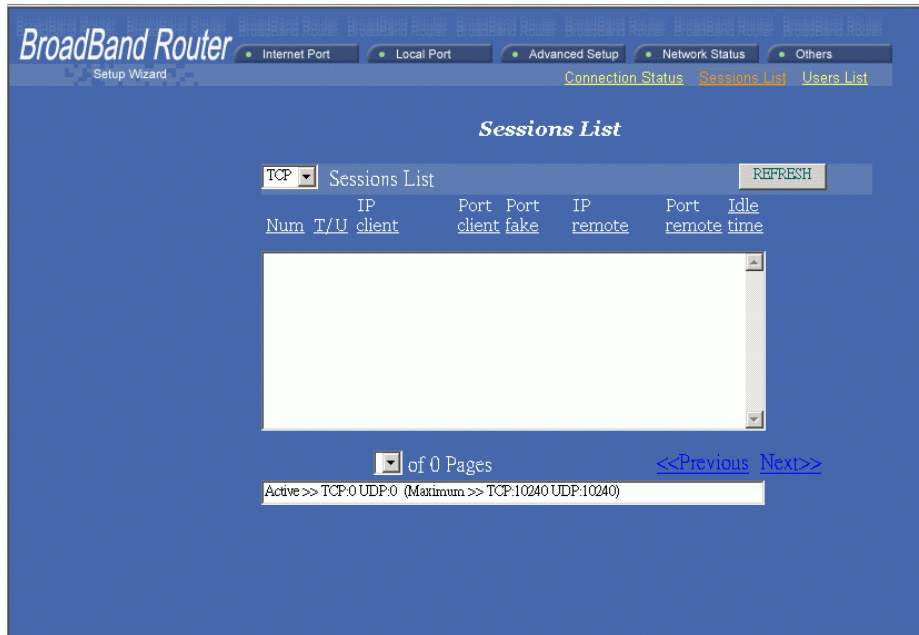 BroadBand Router
Setup Wizard
Internet Port
Local Port
Advanced Setup
Network Status
Others
Connection Status Sessions List Users List
Sessions List
TCP Sessions List REFRESH
Num T/U IP client Port client Port fake IP remote Port remote Idle time
of 0 Pages <<Previous Next>>
Active >> TCP:0 UDP:0 (Maximum >> TCP:10240 UDP:10240)